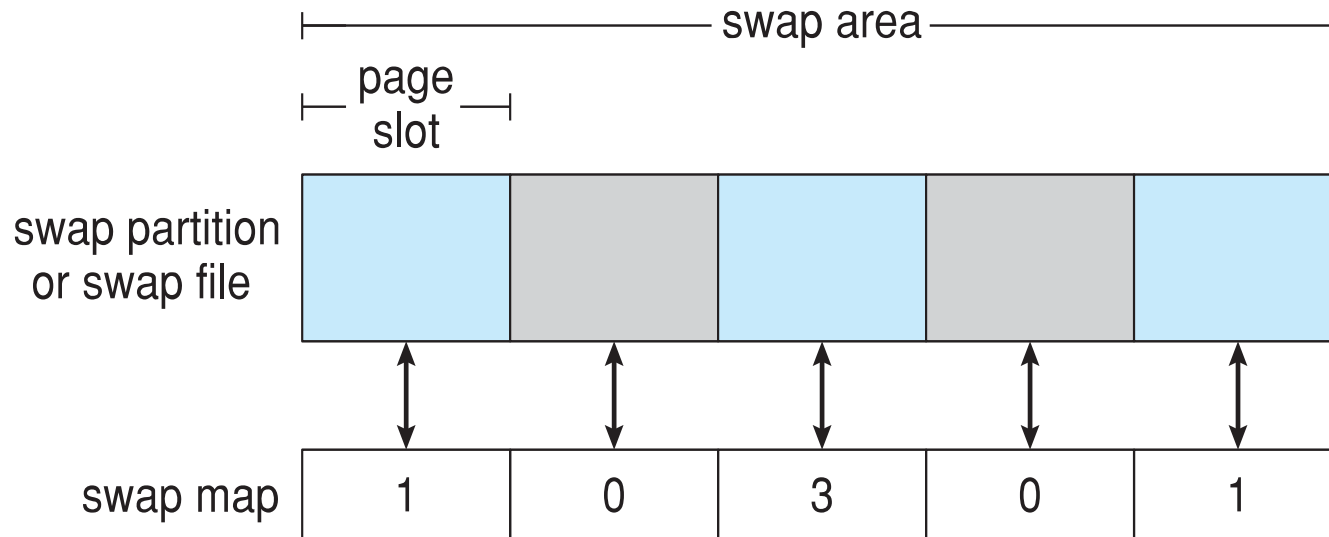 swap area
page
slot
swap partition
or swap file
swap map 1 0 3 0 1